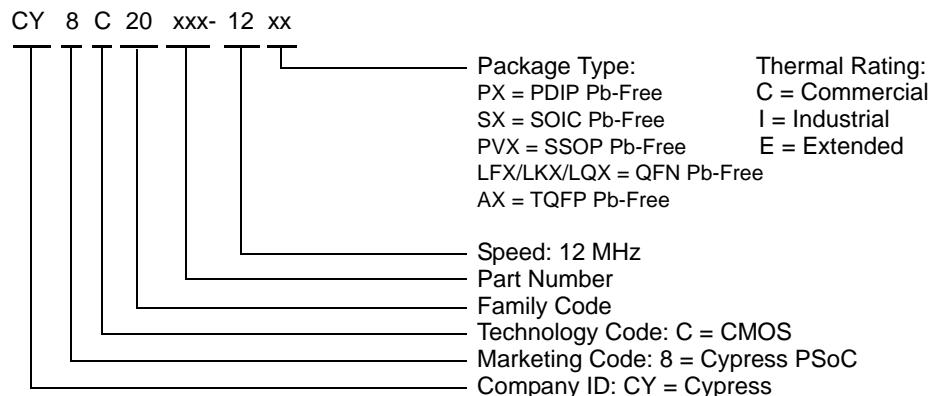 CY 8 C 20 xxx- 12 xx
Package Type: Thermal Rating:
PX = PDIP Pb-Free C = Commercial
SX = SOIC Pb-Free I = Industrial
PVX = SSOP Pb-Free E = Extended
LFX/LKX/LQX = QFN Pb-Free
AX = TQFP Pb-Free
Speed: 12 MHz
Part Number
Family Code
Technology Code: C = CMOS
Marketing Code: 8 = Cypress PSoC
Company ID: CY = Cypress